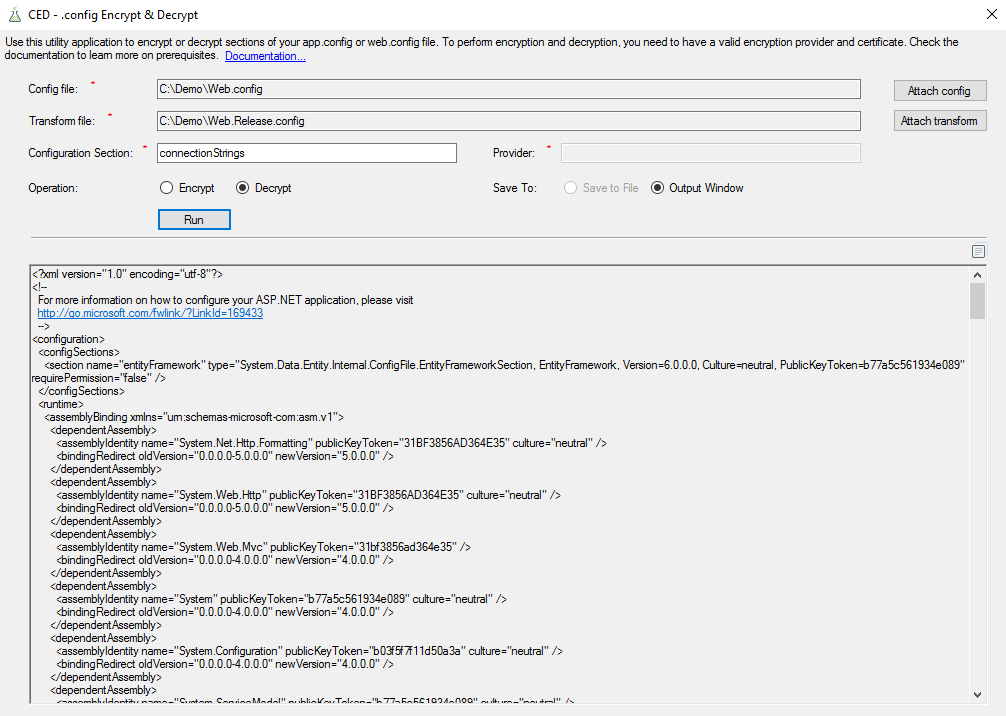 CED - .config Encrypt & Decrypt
Use this utility application to encrypt or decrypt sections of your app.config or web.config file. To perform encryption and decryption, you need to have a valid encryption provider and certificate. Check the
documentation to learn more on prerequisites. Documentation...
Config file: * C:\Demo\Web.config Attach config
Transform file: * C:\Demo\Web.Release.config Attach transform
Configuration Section: * connectionStrings Provider: *
Operation: Encrypt Decrypt Save To: Save to File Output Window
Run
<?xml version="1.0" encoding="utf-8"?>
<!--
For more information on how to configure your ASP.NET application, please visit
http://go.microsoft.com/fwlink/?LinkId=169433
-->
<configuration>
<configSections>
<section name="entityFramework" type="System.Data.Entity.Internal.ConfigFile.EntityFrameworkSection, EntityFramework, Version=6.0.0.0, Culture=neutral, PublicKeyToken=b77a5c561934e089"
requirePermission="false" />
</configSections>
<runtime>
<assemblyBinding xmlns="urn:schemas-microsoft-com:asm.v1">
<dependentAssembly>
<assemblyIdentity name="System.Net.Http.Formatting" publicKeyToken="31BF3856AD364E35" culture="neutral" />
<bindingRedirect oldVersion="0.0.0.0-5.0.0.0" newVersion="5.0.0.0" />
</dependentAssembly>
<dependentAssembly>
<assemblyIdentity name="System.Web.Http" publicKeyToken="31BF3856AD364E35" culture="neutral" />
<bindingRedirect oldVersion="0.0.0.0-5.0.0.0" newVersion="5.0.0.0" />
</dependentAssembly>
<dependentAssembly>
<assemblyIdentity name="System.Web.Mvc" publicKeyToken="31bf3856ad364e35" />
<bindingRedirect oldVersion="0.0.0.0-4.0.0.0" newVersion="4.0.0.0" />
</dependentAssembly>
<dependentAssembly>
<assemblyIdentity name="System" publicKeyToken="b77a5c561934e089" culture="neutral" />
<bindingRedirect oldVersion="0.0.0.0-4.0.0.0" newVersion="4.0.0.0" />
</dependentAssembly>
<dependentAssembly>
<assemblyIdentity name="System.Configuration" publicKeyToken="b03f5f7f11d50a3a" culture="neutral" />
<bindingRedirect oldVersion="0.0.0.0-4.0.0.0" newVersion="4.0.0.0" />
</dependentAssembly>
<dependentAssembly>
<assemblyIdentity name="System.ServiceModel" publicKeyToken="b77a5c561934e089" culture="neutral" />